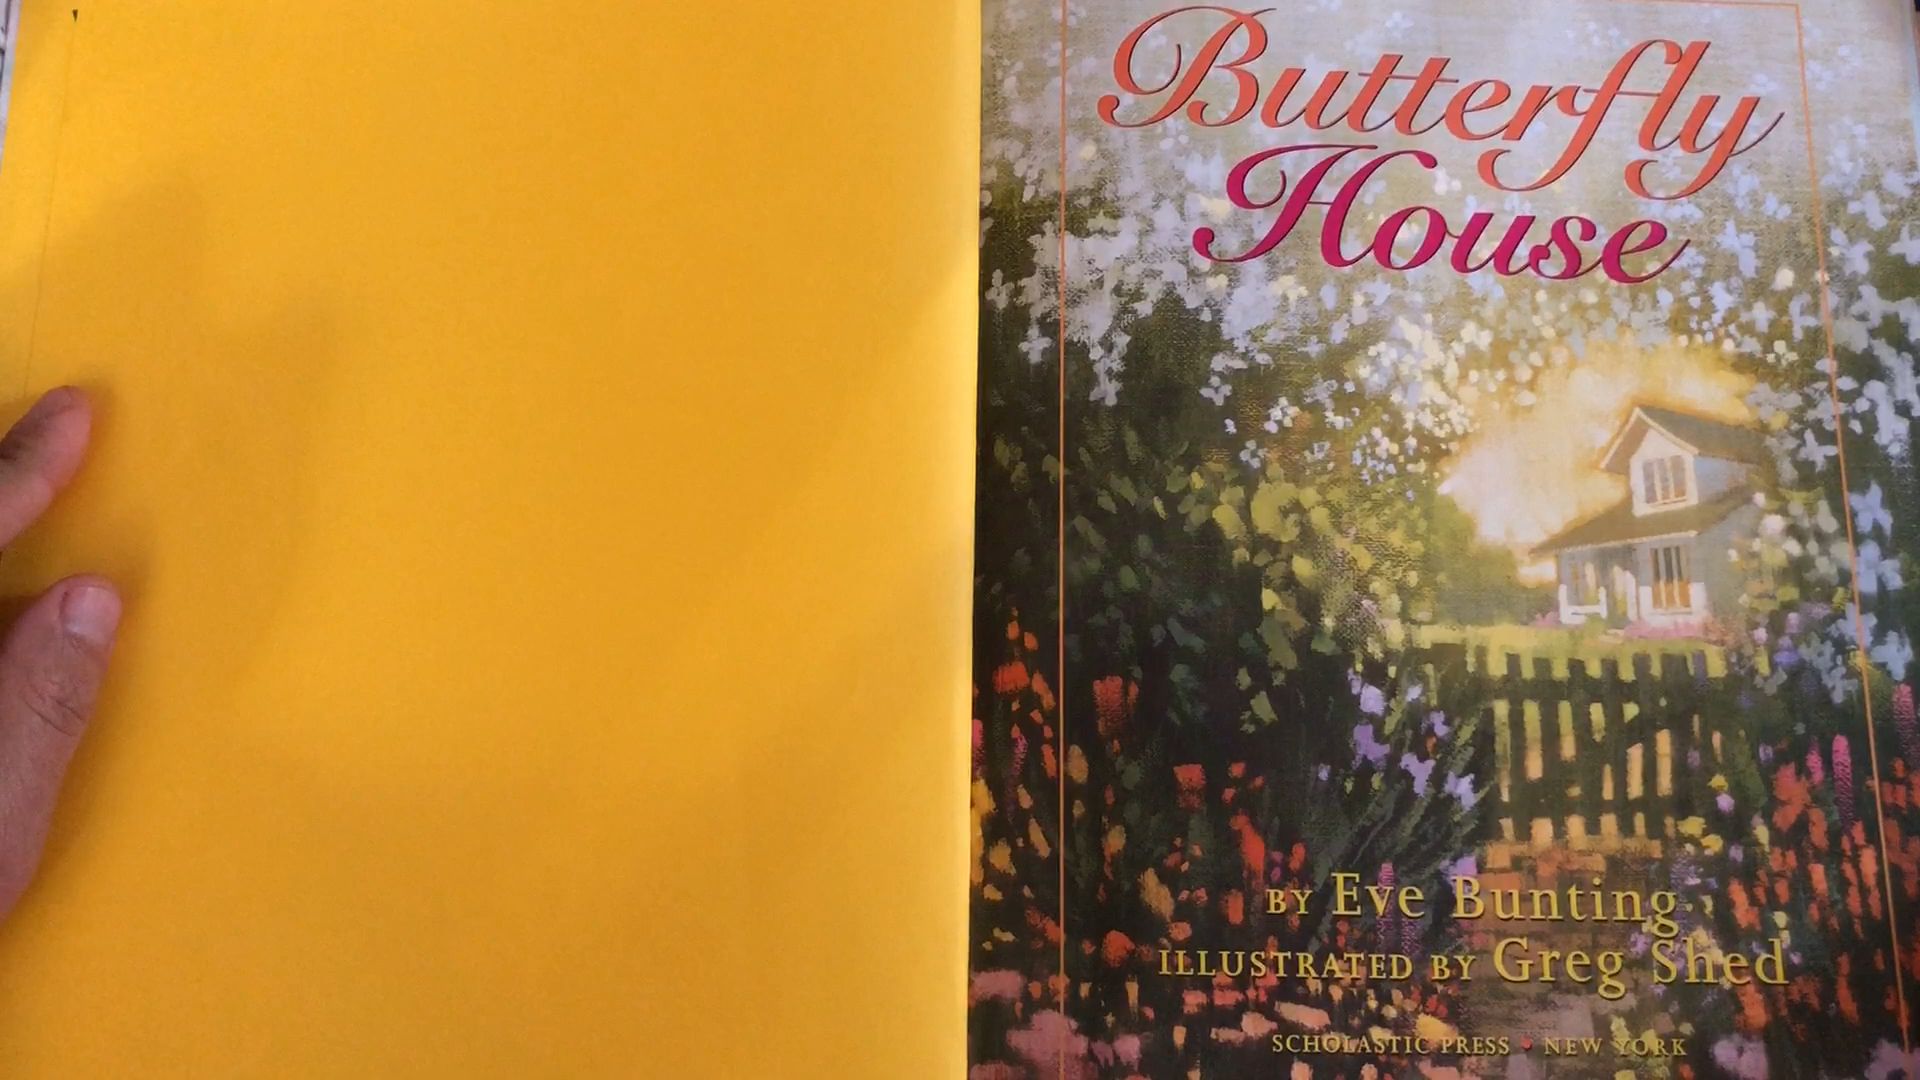 Butterfly
House
BY Eve Bunting
ILLUSTRATED BY Greg Shed
SCHOLASTIC PRESS • NEW YORK